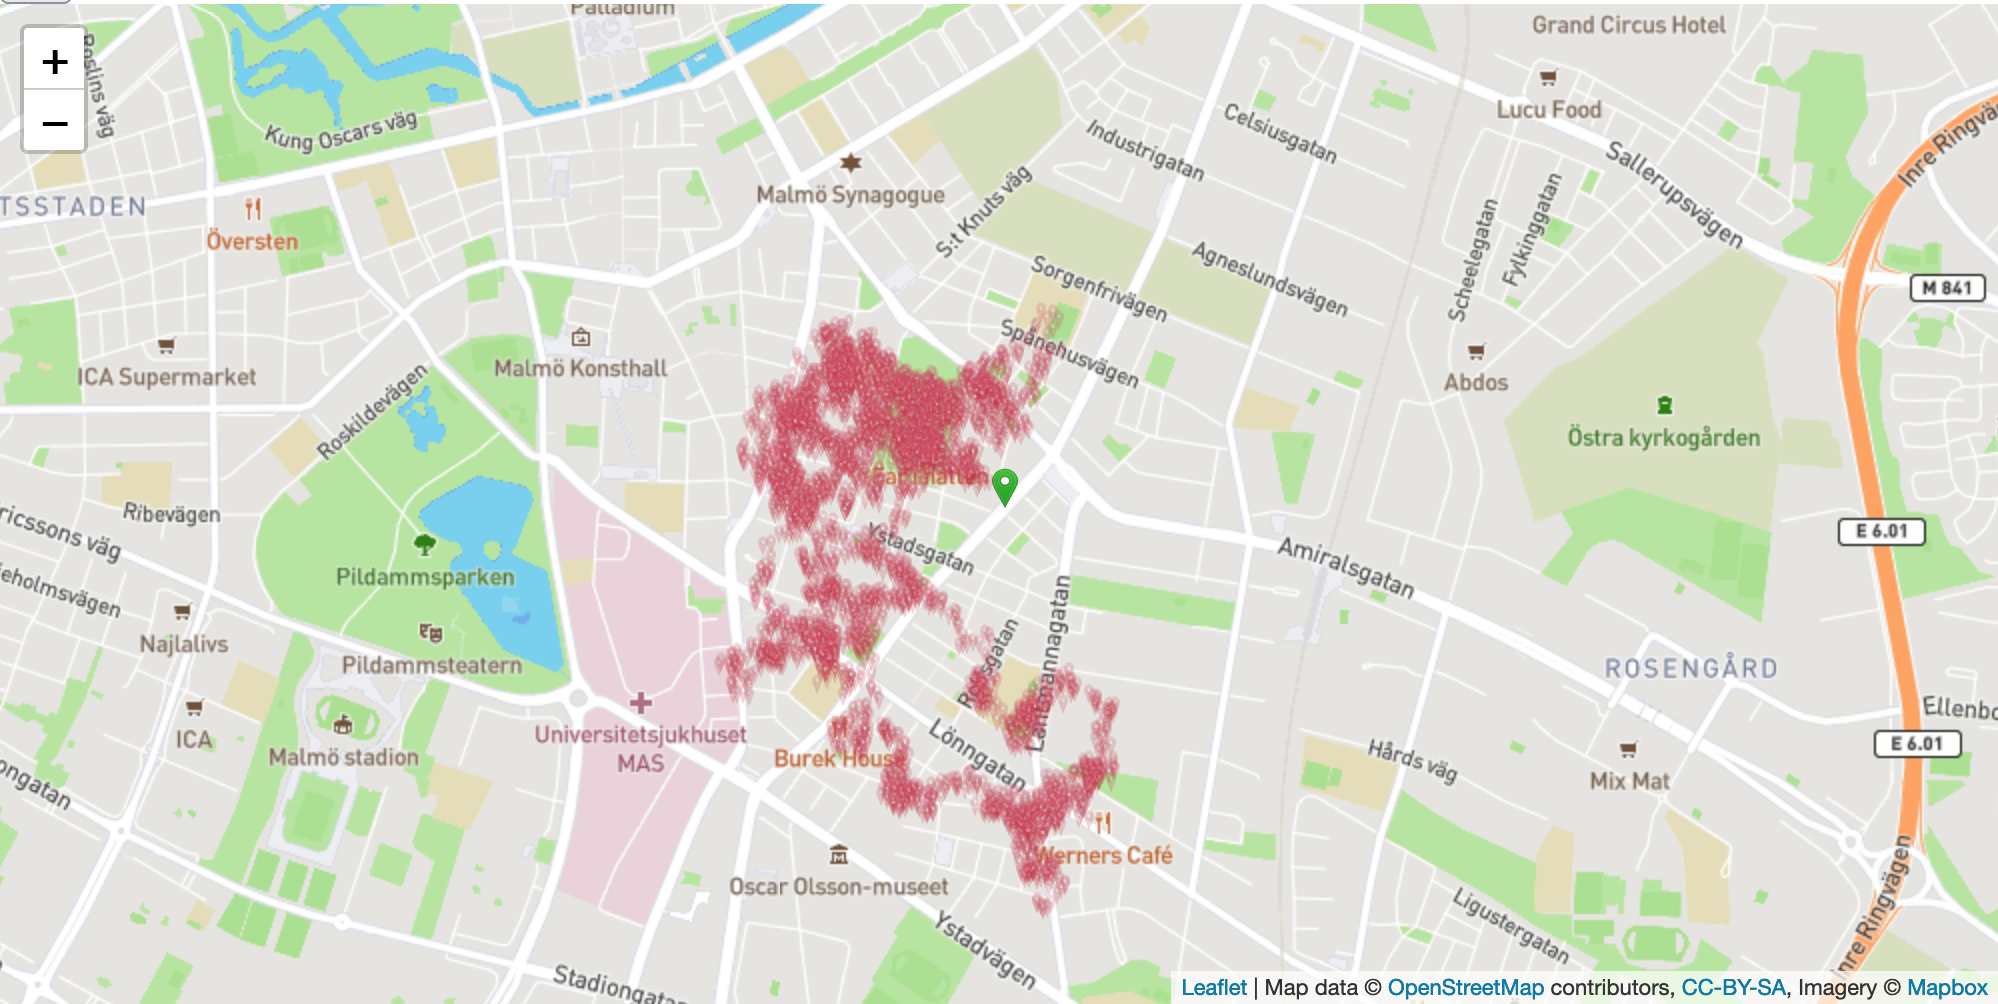 Palladium
Grand Circus Hotel
+
−
Roslins väg
Kung Oscars väg
Lucu Food
Inre Ringvä
Celsiusgatan
Industrigatan
Sallerupsvägen
Malmö Synagogue
S:t Knuts väg
TSSTADEN
Översten
Scheelegatan
Fylkinggatan
Agneslundsvägen
Sorgenfrivägen
M 841
Spånehusvägen
ICA Supermarket
Malmö Konsthall
Abdos
Roskildevägen
Östra kyrkogården
Ribevägen
ricssons väg
E 6.01
Ystadsgatan
Amiralsgatan
Pildammsparken
eholmsvägen
Najlalivs
Pildammsteatern
Lantmannagatan
ROSENGÅRD
Ellenbo
ICA
Universitetsjukhuset
MAS
Malmö stadion
Burek House
Lönngatan
Hårds väg
E 6.01
Mix Mat
ongatan
Werners Café
Oscar Olsson-museet
Ystadvägen
Ligustergatan
Inre Ringvägen
Stadiongatan
Leaflet | Map data © OpenStreetMap contributors, CC-BY-SA, Imagery © Mapbox